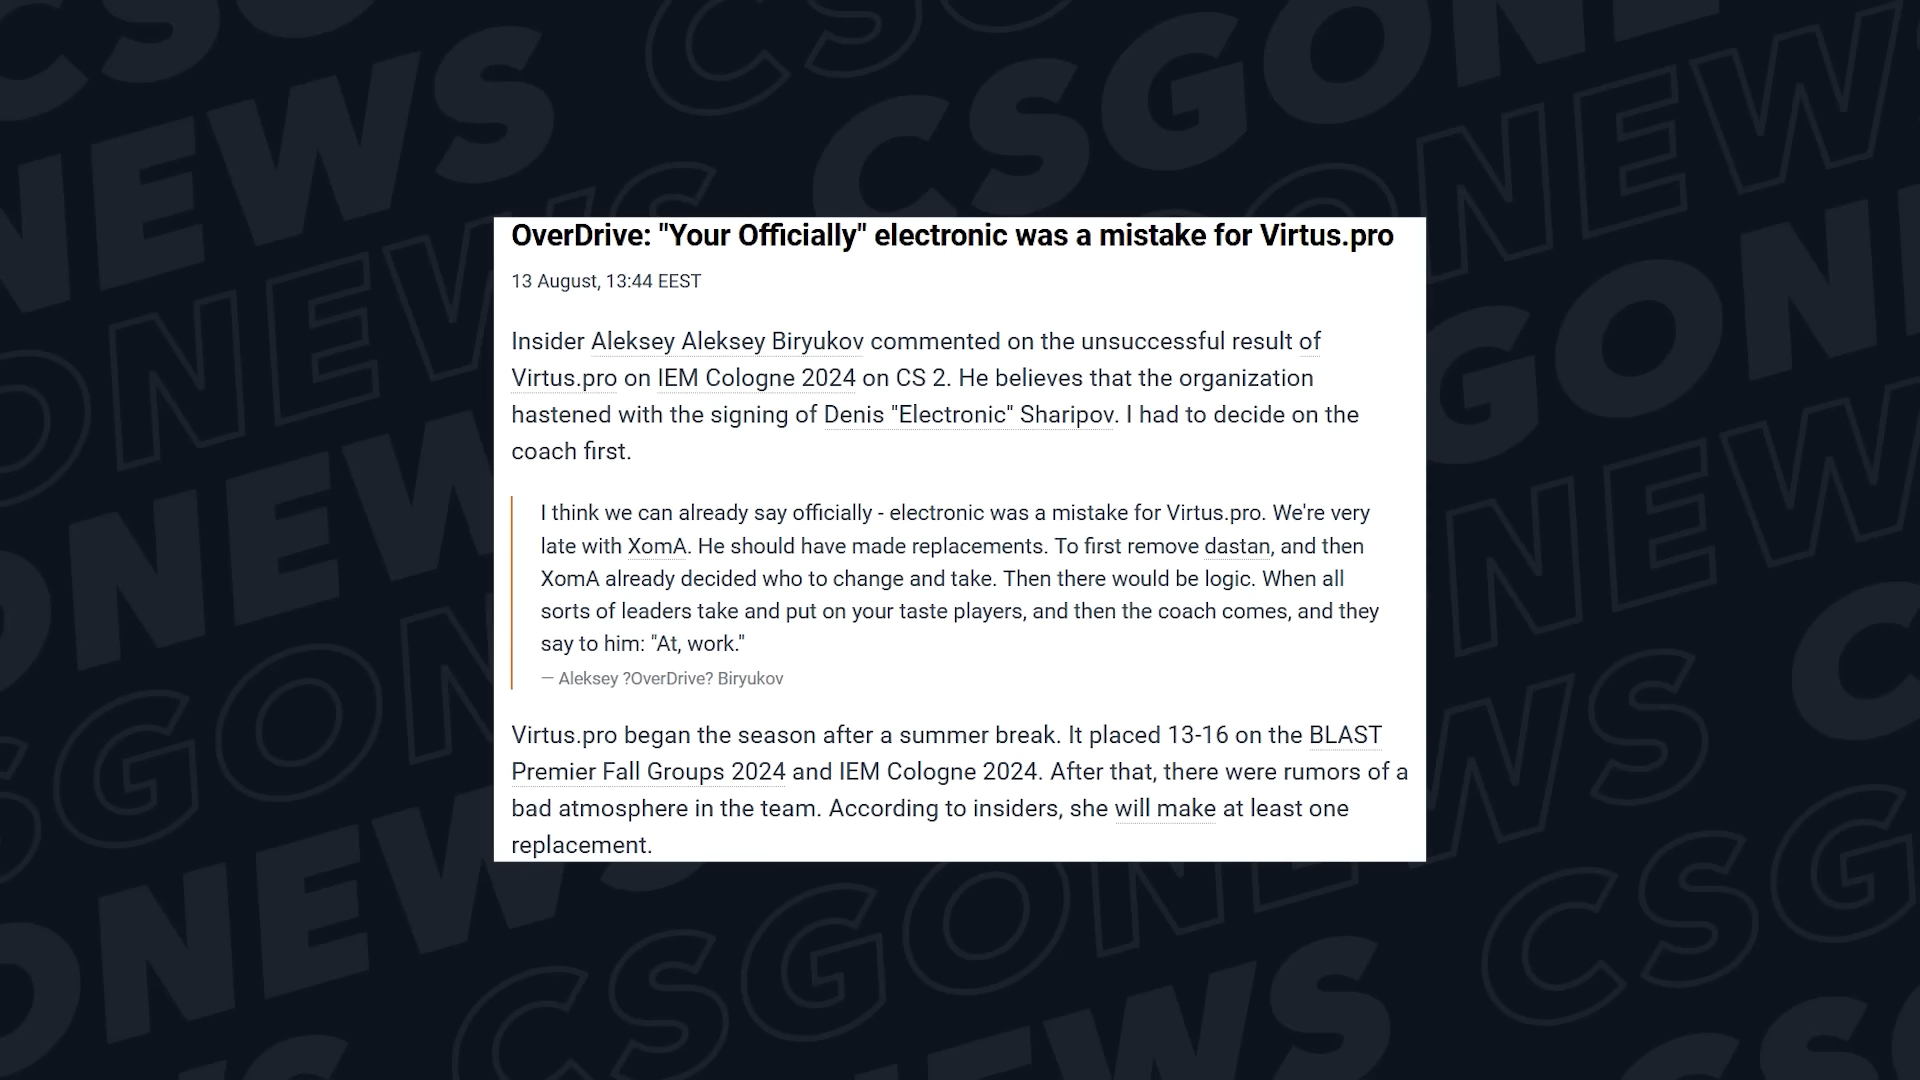 OverDrive: "Your Officially" electronic was a mistake for Virtus.pro
13 August, 13:44 EEST
Insider Aleksey Aleksey Biryukov commented on the unsuccessful result of
Virtus.pro on IEM Cologne 2024 on CS 2. He believes that the organization
hastened with the signing of Denis "Electronic" Sharipov. I had to decide on the
coach first.
I think we can already say officially - electronic was a mistake for Virtus.pro. We're very
late with XomA. He should have made replacements. To first remove dastan, and then
XomA already decided who to change and take. Then there would be logic. When all
sorts of leaders take and put on your taste players, and then the coach comes, and they
say to him: "At, work."
— Aleksey ?OverDrive? Biryukov
Virtus.pro began the season after a summer break. It placed 13-16 on the BLAST
Premier Fall Groups 2024 and IEM Cologne 2024. After that, there were rumors of a
bad atmosphere in the team. According to insiders, she will make at least one
replacement.